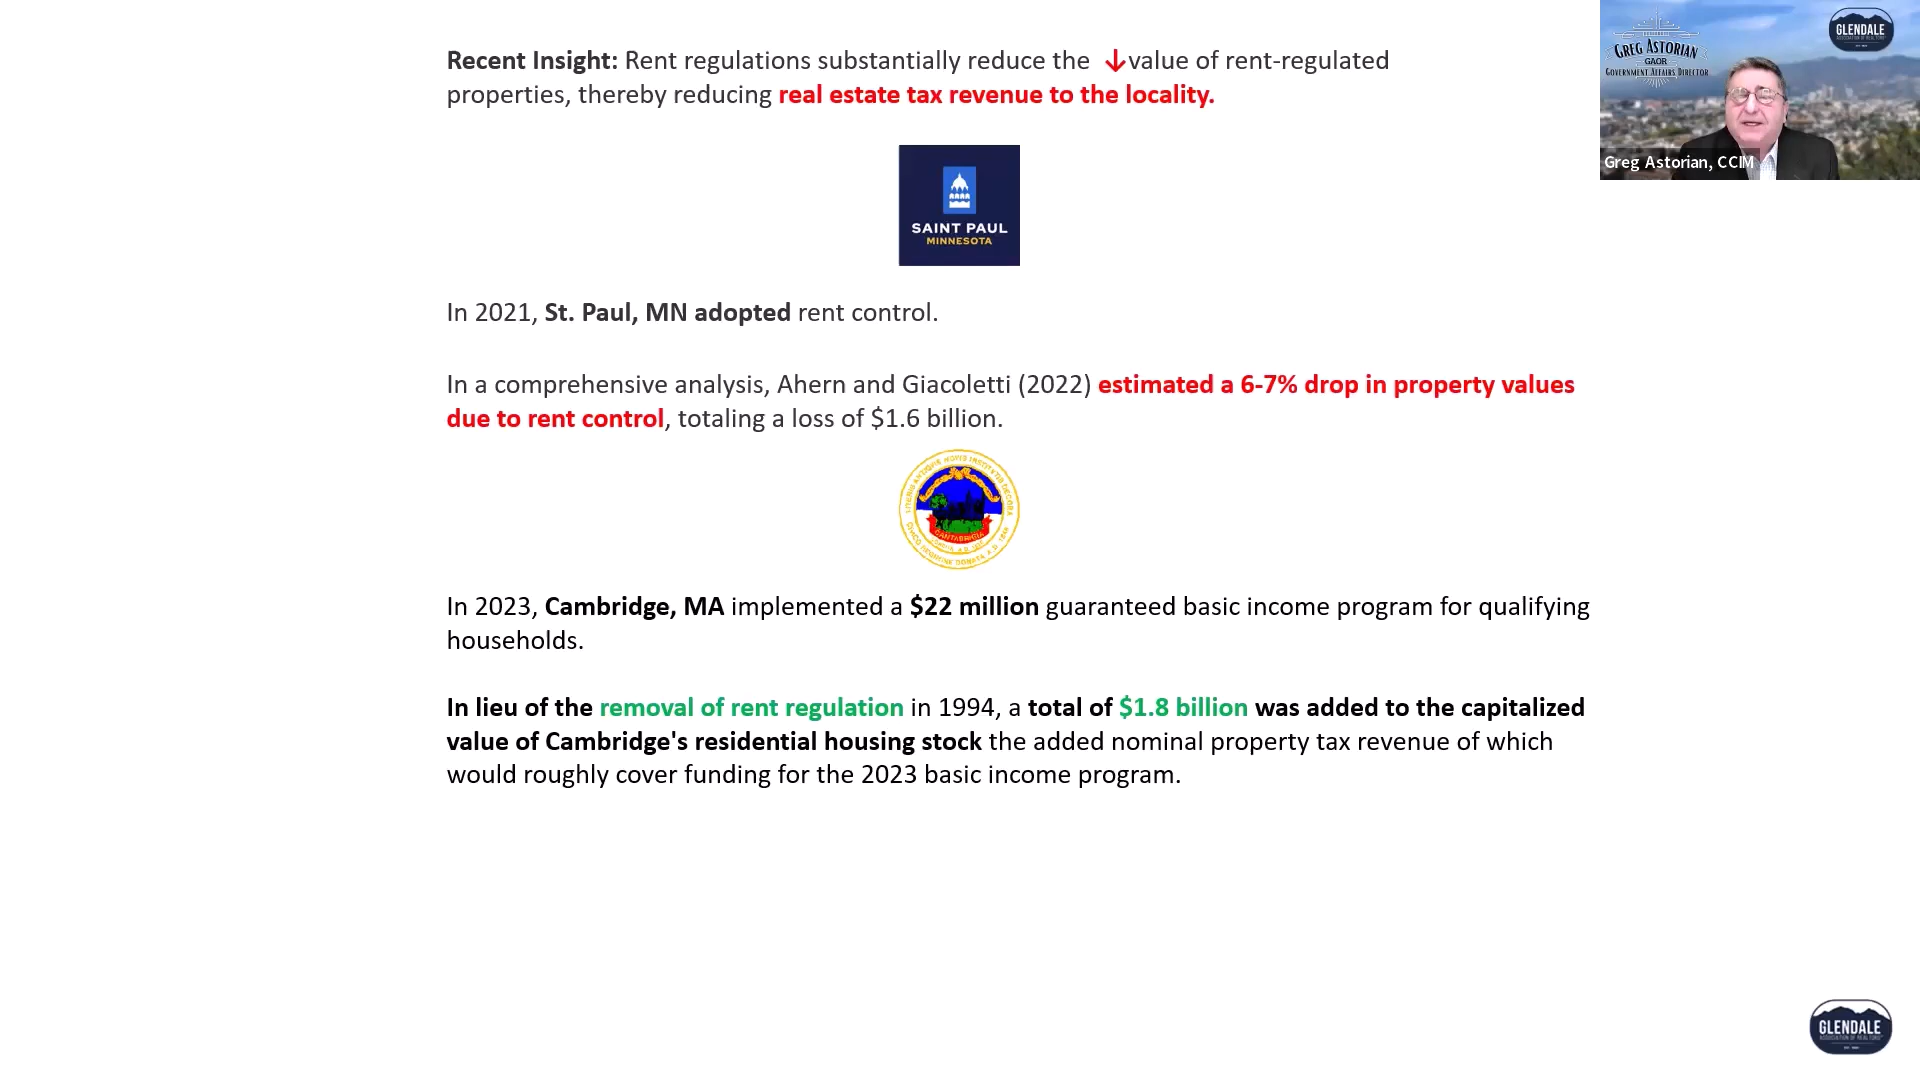 Recent Insight: Rent regulations substantially reduce the ↓value of rent-regulated
properties, thereby reducing real estate tax revenue to the locality.
GREG ASTORIAN
GAOR
GOVERNMENT AFFAIRS DIRECTOR
GLENDALE
Greg Astorian, CCIM
SAINT PAUL
MINNESOTA
In 2021, St. Paul, MN adopted rent control.
In a comprehensive analysis, Ahern and Giacoletti (2022) estimated a 6-7% drop in property values
due to rent control, totaling a loss of $1.6 billion.
CANTABRIGIA
In 2023, Cambridge, MA implemented a $22 million guaranteed basic income program for qualifying
households.
In lieu of the removal of rent regulation in 1994, a total of $1.8 billion was added to the capitalized
value of Cambridge's residential housing stock the added nominal property tax revenue of which
would roughly cover funding for the 2023 basic income program.
GLENDALE
ASSOCIATION OF REALTORS